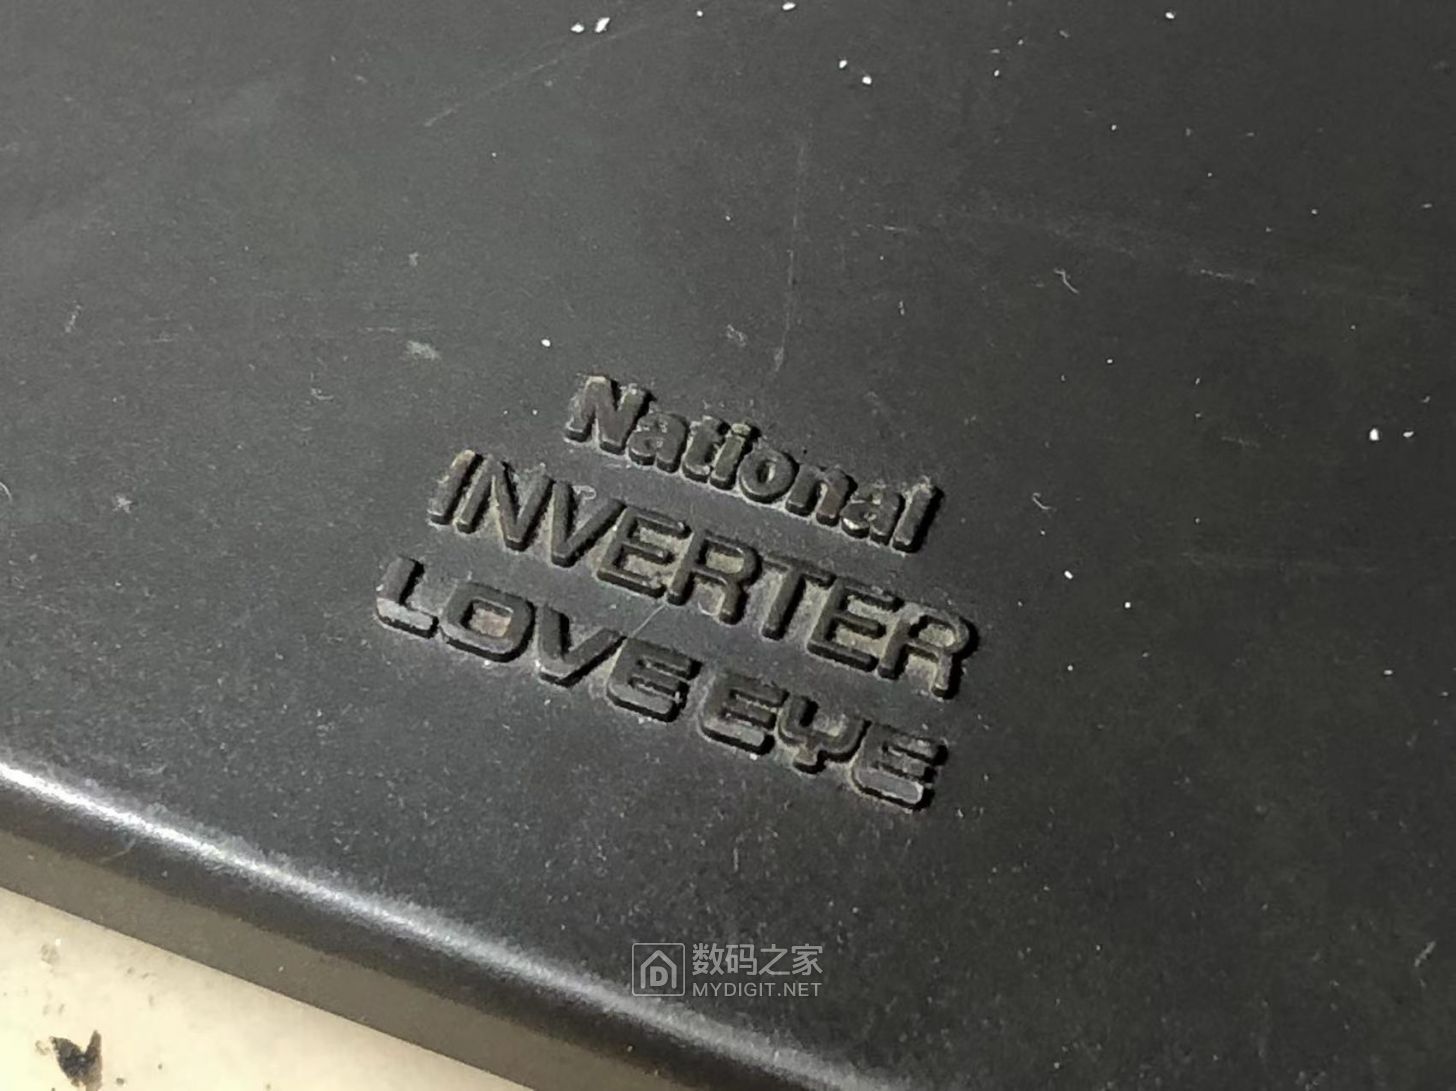 National
INVERTER
LOVE EYE
数码之家
MYDIGIT.NET